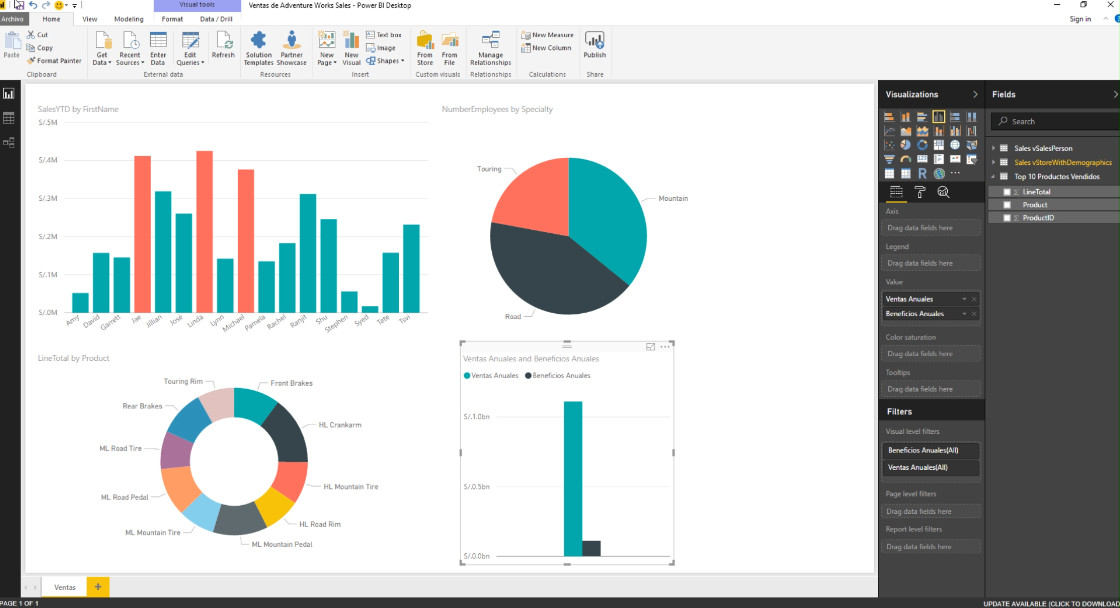 Visual tools
Ventas de Adventure Works Sales - Power BI Desktop
Sign in
Archivo Home View Modeling Format Data / Drill
Paste
Cut
Copy
Format Painter
Get Data
Recent Sources
Enter Data
Edit Queries
Refresh
Solution Templates
Partner Showcase
New Page
New Visual
Text box
Image
Shapes
From Store
From File
Manage Relationships
New Measure
New Column
Publish
Clipboard External data Resources Insert Custom visuals Relationships Calculations Share
SalesYTD by FirstName
S/.5M
S/.4M
S/.3M
S/.2M
S/.1M
S/.0M
Amy David Garrett Jae Jillian José Linda Lynn Michael Pamela Rachel Ranjit Shu Stephen Syed Tete Tsvi
NumberEmployees by Specialty
Touring
Mountain
Road
LineTotal by Product
Touring Rim
Front Brakes
Rear Brakes
HL Crankarm
ML Road Tire
HL Mountain Tire
ML Road Pedal
HL Road Rim
ML Mountain Tire
ML Mountain Pedal
Ventas Anuales and Beneficios Anuales
Ventas Anuales Beneficios Anuales
S/.1.0bn
S/.0.5bn
S/.0.0bn
Visualizations
R
Axis
Drag data fields here
Legend
Drag data fields here
Value
Ventas Anuales
Beneficios Anuales
Color saturation
Drag data fields here
Tooltips
Drag data fields here
Filters
Visual level filters
Beneficios Anuales(All)
Ventas Anuales(All)
Page level filters
Drag data fields here
Report level filters
Drag data fields here
Fields
Search
Sales vSalesPerson
Sales vStoreWithDemographics
Top 10 Productos Vendidos
Σ LineTotal
Product
Σ ProductID
Ventas +
PAGE 1 OF 1
UPDATE AVAILABLE (CLICK TO DOWNLOAD